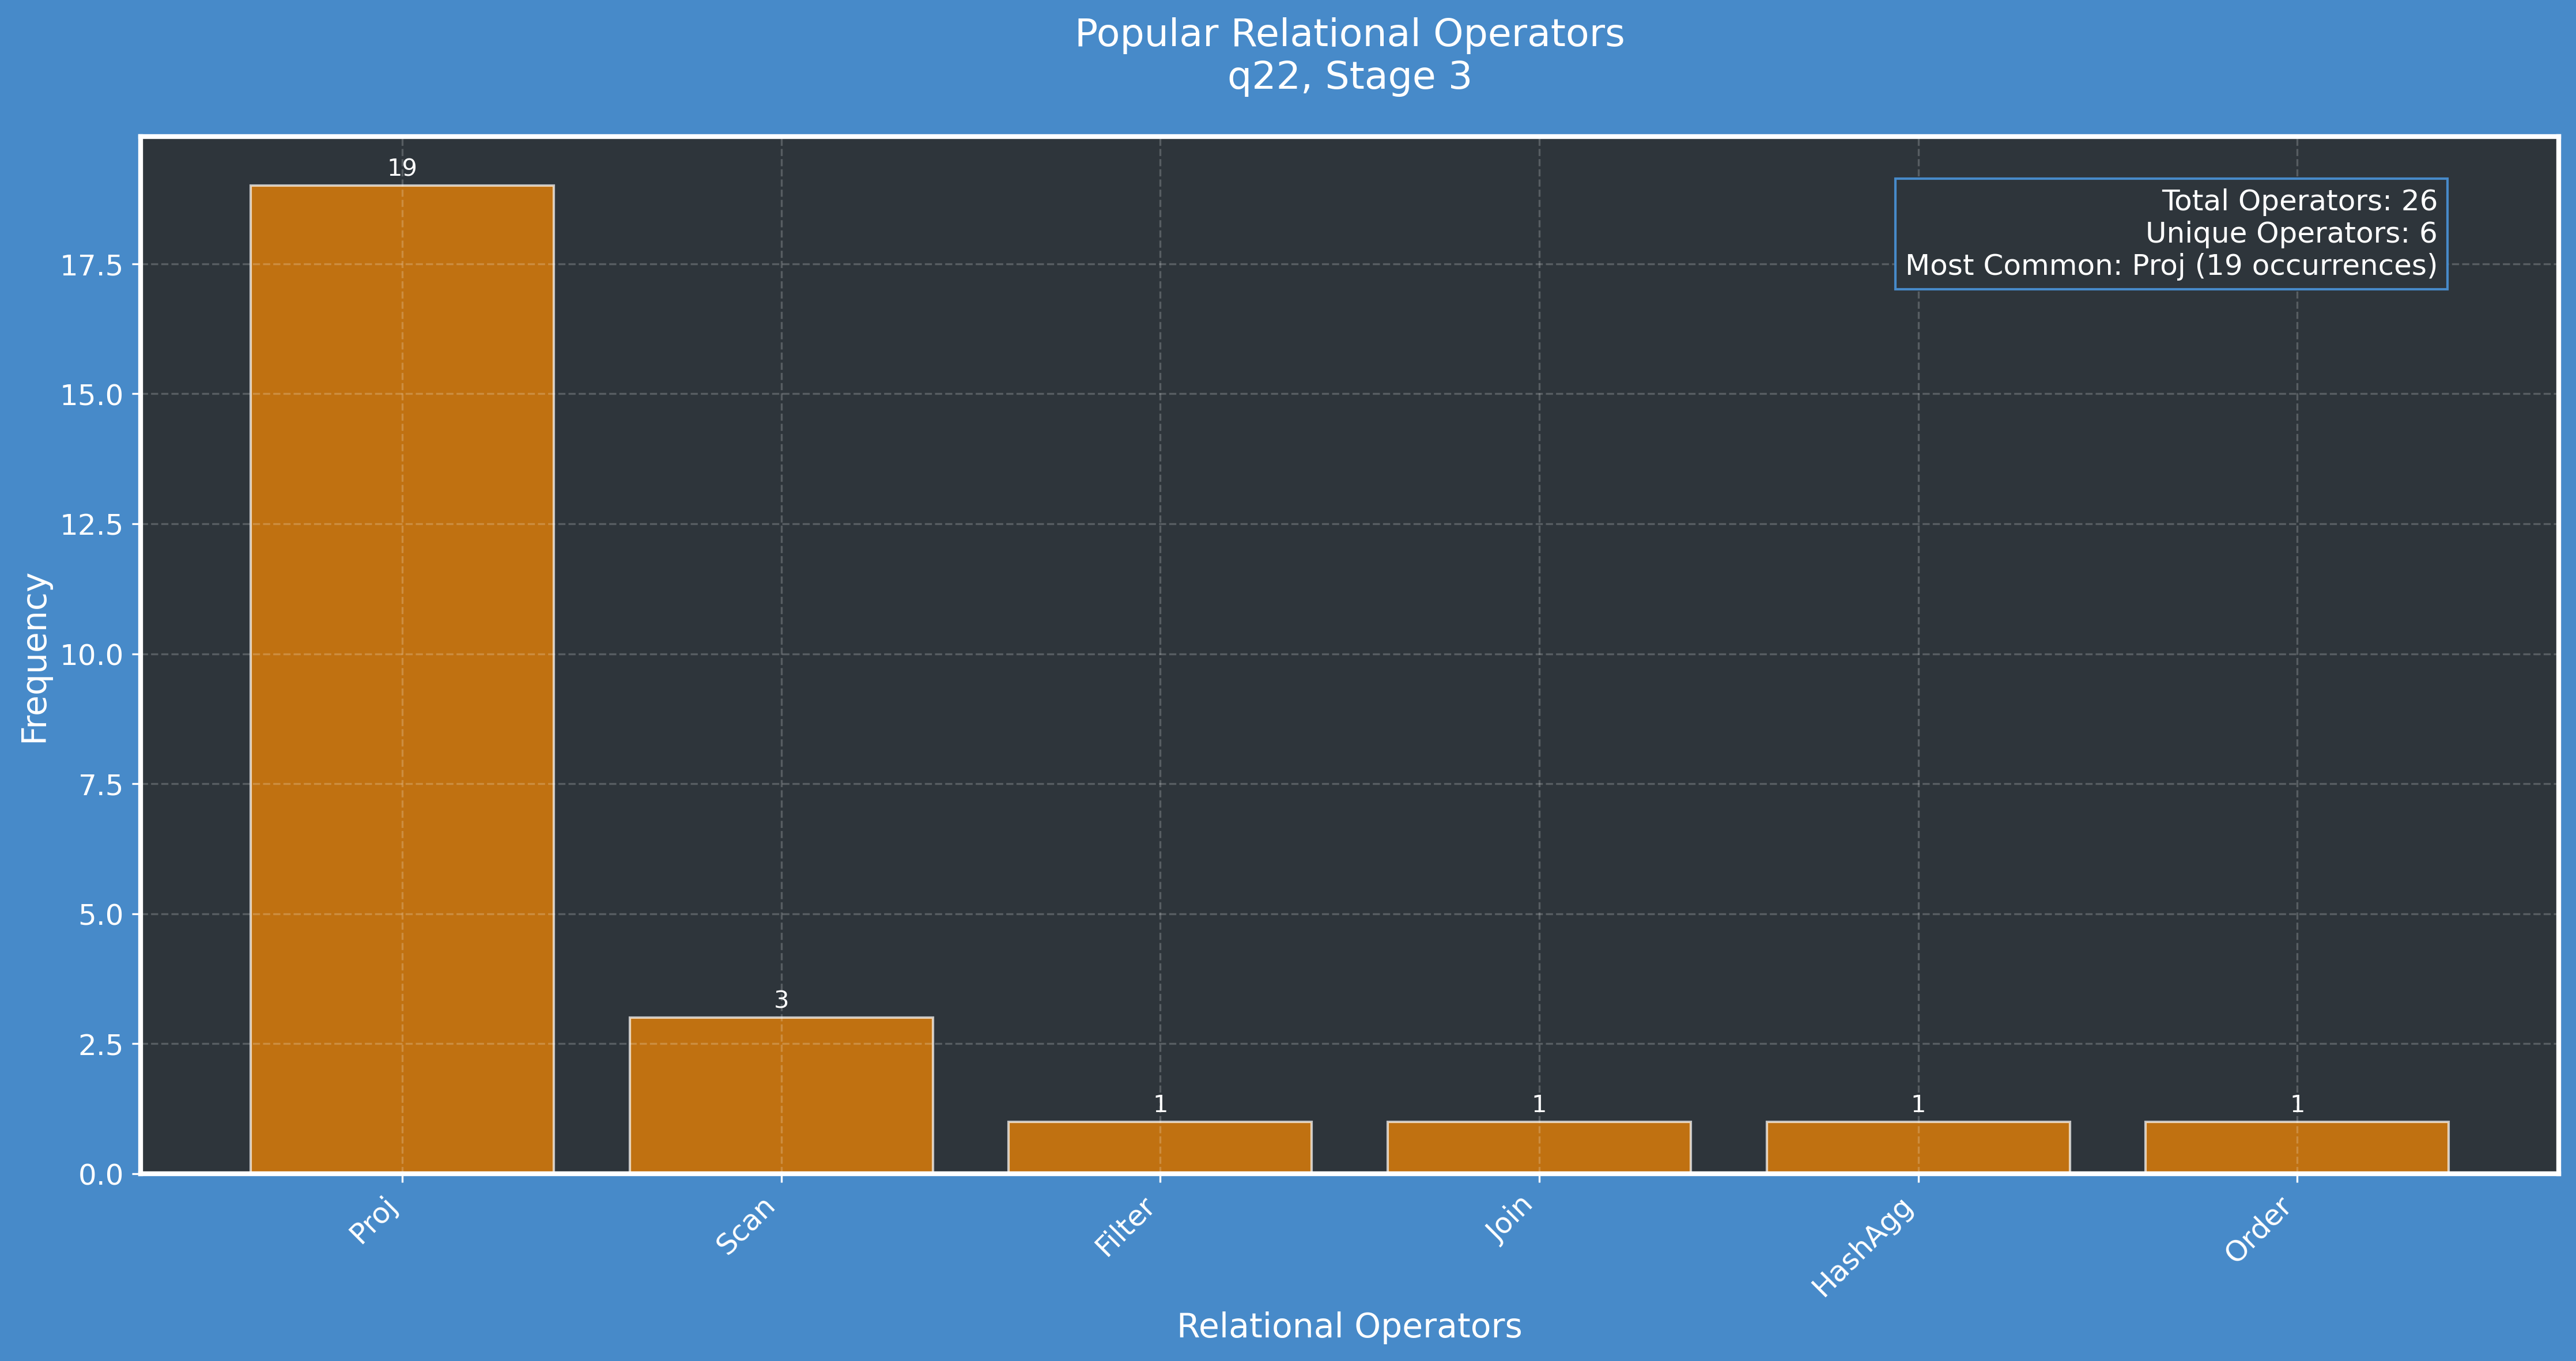 Popular Relational Operators
q22, Stage 3
19
Total Operators: 26
Unique Operators: 6
Most Common: Proj (19 occurrences)
17.5
15.0
12.5
10.0
7.5
5.0
2.5
0.0
Frequency
3
1
1
1
1
Proj
Scan
Filter
Join
HashAgg
Order
Relational Operators